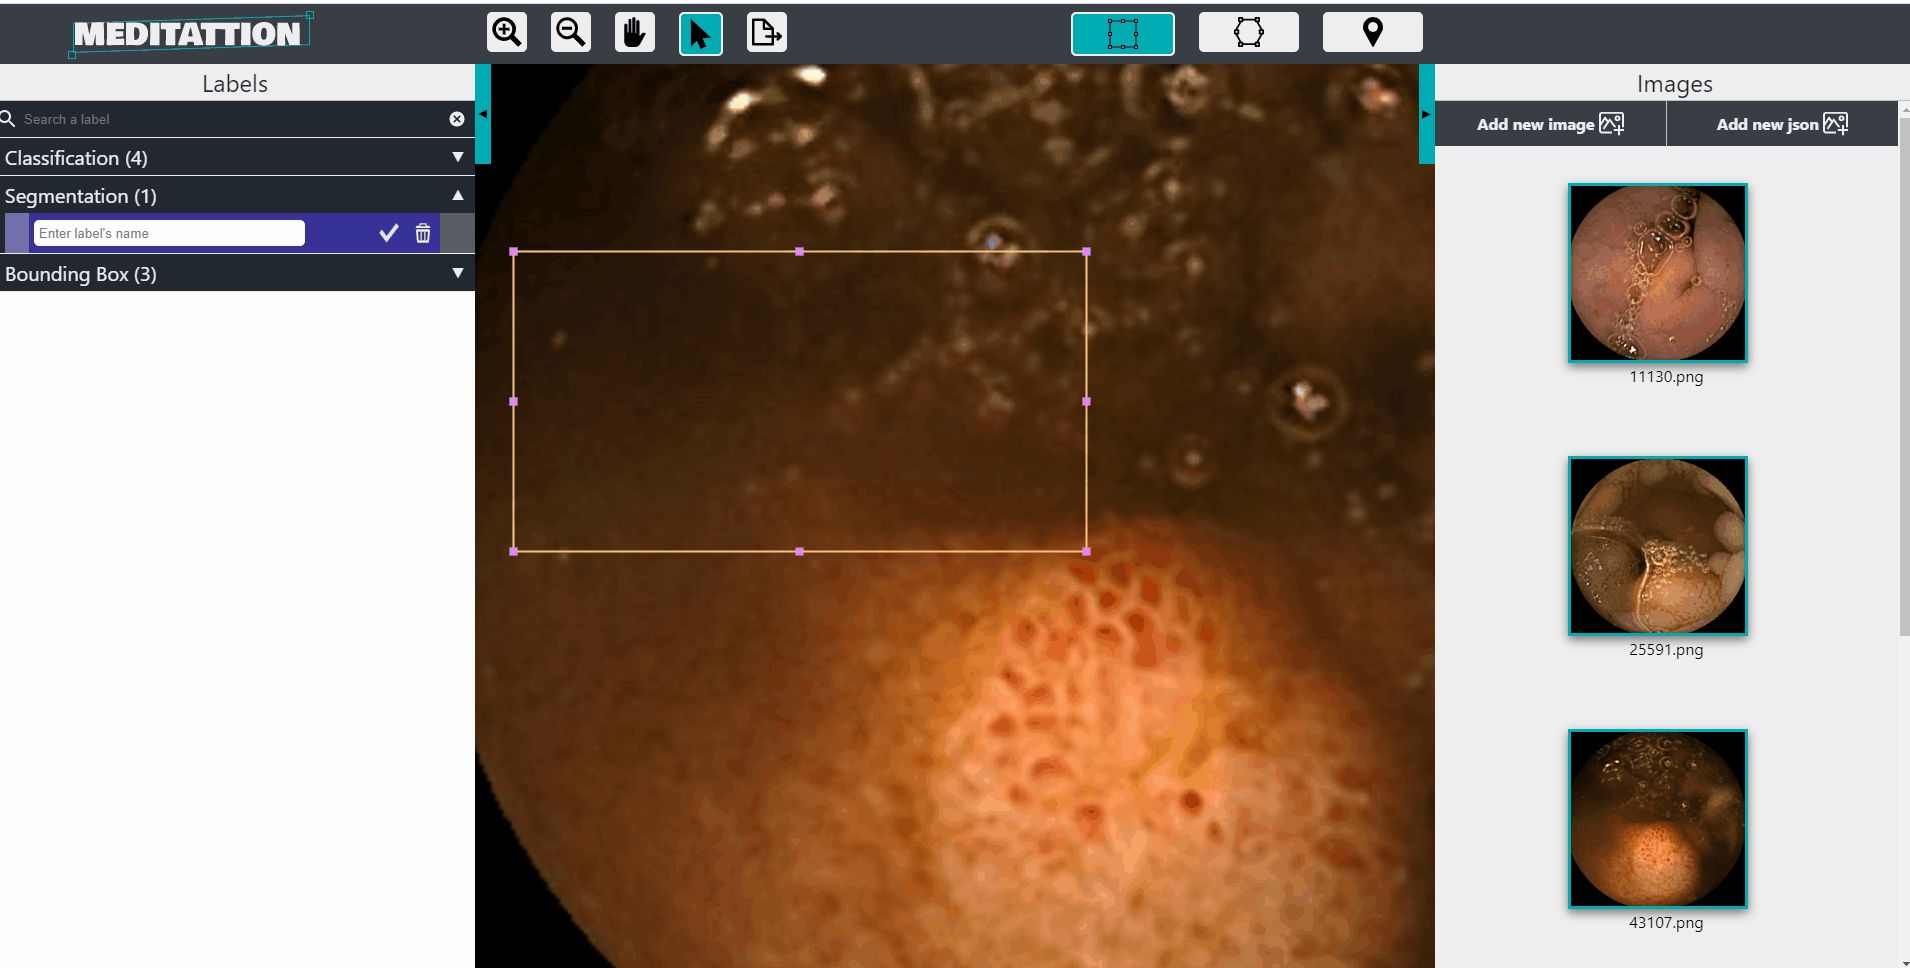 MEDITATTION
Labels
Search a label
Classification (4)
Segmentation (1)
Enter label's name
Bounding Box (3)
Images
Add new image
Add new json
11130.png
25591.png
43107.png